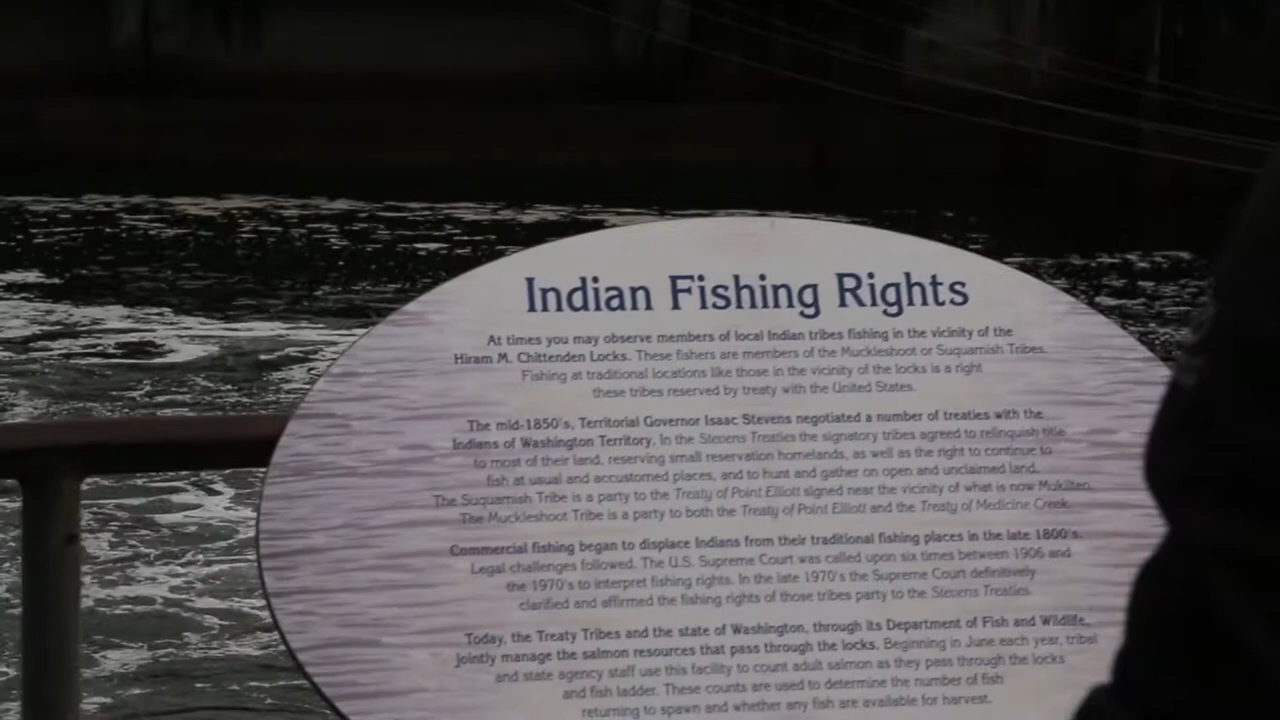 Indian Fishing Rights
At times you may observe members of local Indian tribes fishing in the vicinity of the
Hiram M. Chittenden Locks. These fishers are members of the Muckleshoot or Suquamish Tribes.
Fishing at traditional locations like those in the vicinity of the locks is a right
these tribes reserved by treaty with the United States.
The mid-1850's, Territorial Governor Isaac Stevens negotiated a number of treaties with the
Indians of Washington Territory. In the Stevens Treaties the signatory tribes agreed to relinquish title
to most of their land, reserving small reservation homelands, as well as the right to continue to
fish at usual and accustomed places, and to hunt and gather on open and unclaimed land.
The Suquamish Tribe is a party to the Treaty of Point Elliott signed near the vicinity of what is now Mukilteo.
The Muckleshoot Tribe is a party to both the Treaty of Point Elliott and the Treaty of Medicine Creek.
Commercial fishing began to displace Indians from their traditional fishing places in the late 1800's.
Legal challenges followed. The U.S. Supreme Court was called upon six times between 1906 and
the 1970's to interpret fishing rights. In the late 1970's the Supreme Court definitively
clarified and affirmed the fishing rights of those tribes party to the Stevens Treaties.
Today, the Treaty Tribes and the state of Washington, through its Department of Fish and Wildlife,
jointly manage the salmon resources that pass through the locks. Beginning in June each year, tribal
and state agency staff use this facility to count adult salmon as they pass through the locks
and fish ladder. These counts are used to determine the number of fish
returning to spawn and whether any fish are available for harvest.